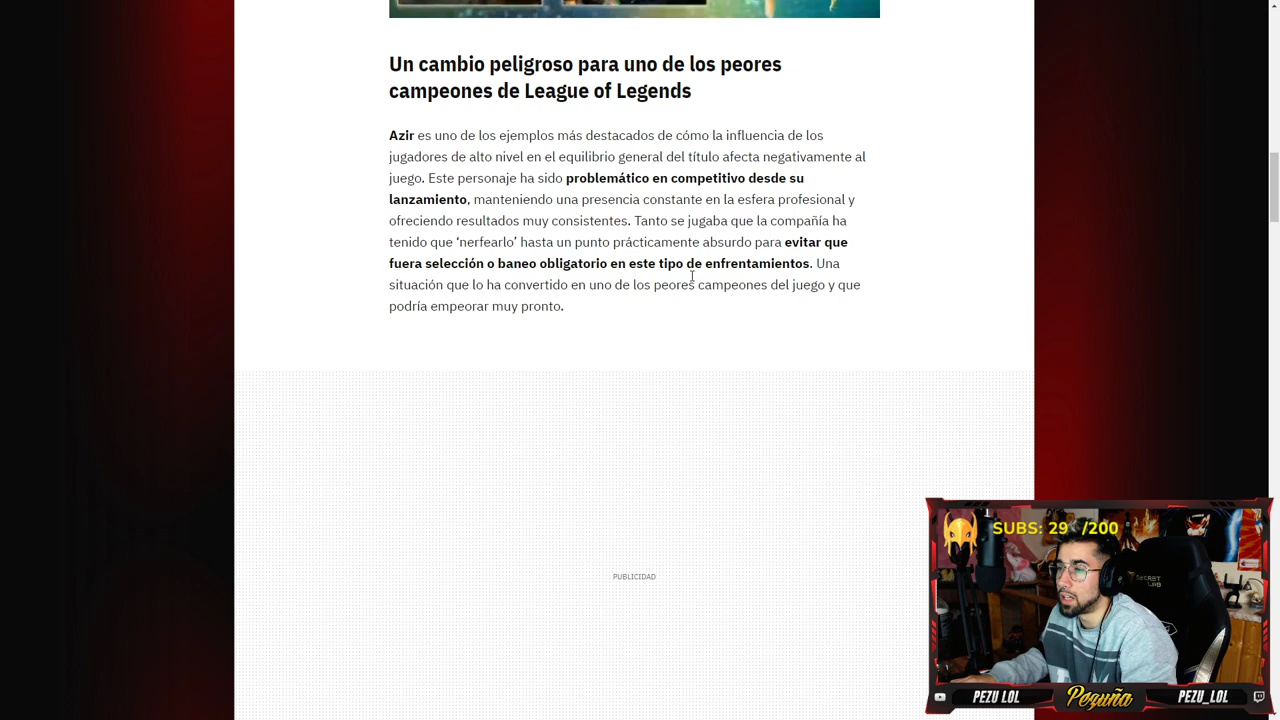 Un cambio peligroso para uno de los peores
campeones de League of Legends
Azir es uno de los ejemplos más destacados de cómo la influencia de los
jugadores de alto nivel en el equilibrio general del título afecta negativamente al
juego. Este personaje ha sido problemático en competitivo desde su
lanzamiento, manteniendo una presencia constante en la esfera profesional y
ofreciendo resultados muy consistentes. Tanto se jugaba que la compañía ha
tenido que ‘nerfearlo’ hasta un punto prácticamente absurdo para evitar que
fuera selección o baneo obligatorio en este tipo de enfrentamientos. Una
situación que lo ha convertido en uno de los peores campeones del juego y que
podría empeorar muy pronto.
PUBLICIDAD
SUBS: 29 /200
SECRET
LAB
PEZU LOL
Pezuña
PEZU_LOL